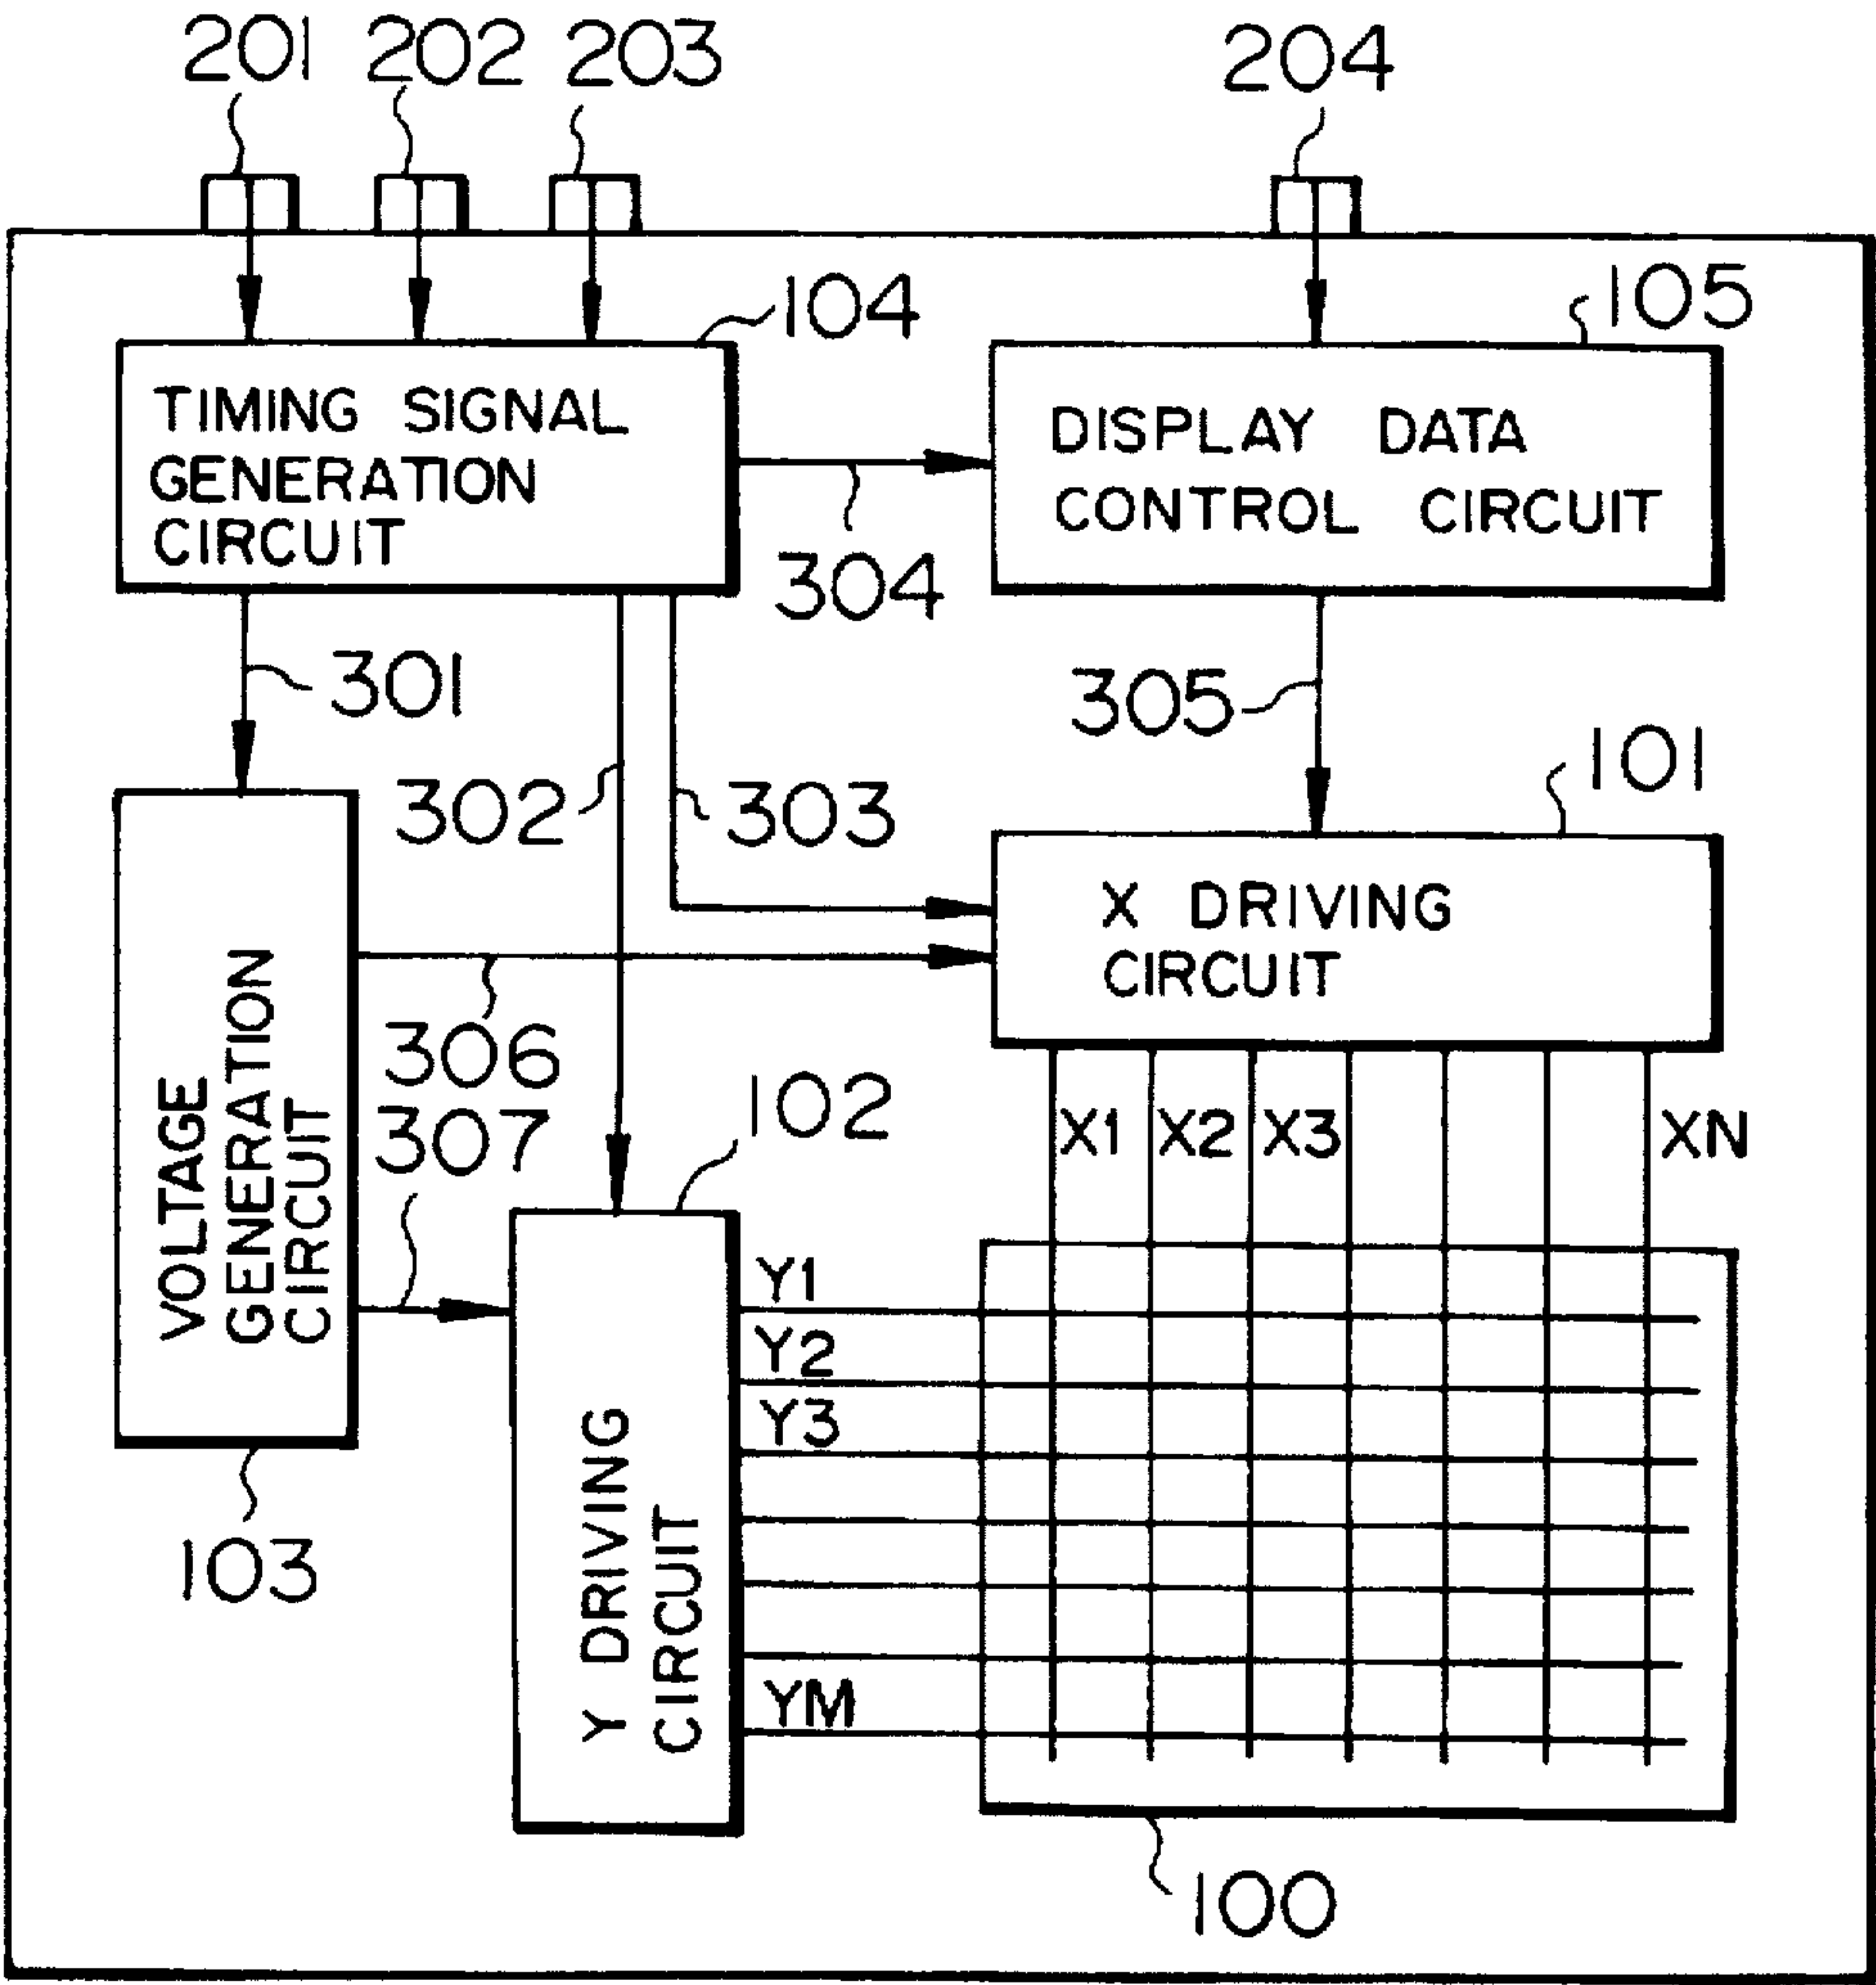 201 202 203 204
104 105
TIMING SIGNAL
GENERATION
CIRCUIT
DISPLAY DATA
CONTROL CIRCUIT
304
301
305
302
303
101
X DRIVING
CIRCUIT
VOLTAGE
GENERATION
CIRCUIT
306
307
102
X1 X2 X3 XN
Y1
Y2
Y3
YM
Y DRIVING
CIRCUIT
103
100